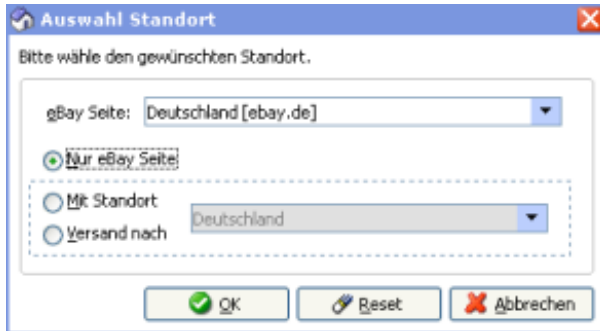 Auswahl Standort
Bitte wähle den gewünschten Standort.
eBay Seite: Deutschland [ebay.de]
Nur eBay Seite
Mit Standort
Deutschland
Versand nach
OK Reset Abbrechen